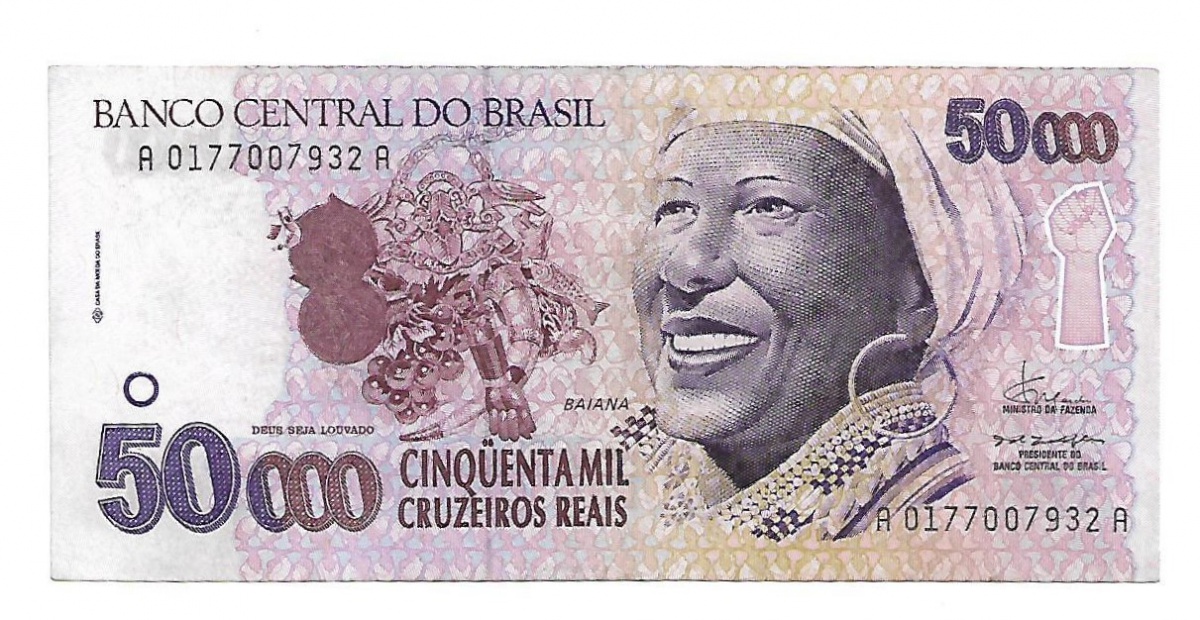 BANCO CENTRAL DO BRASIL
50000
A 0177007932 A
CASA DA MOEDA DO BRASIL
BAIANA
MINISTRO DA FAZENDA
DEUS SEJA LOUVADO
PRESIDENTE DO
BANCO CENTRAL DO BRASIL
50000
CINQÜENTA MIL
CRUZEIROS REAIS
A 0177007932 A